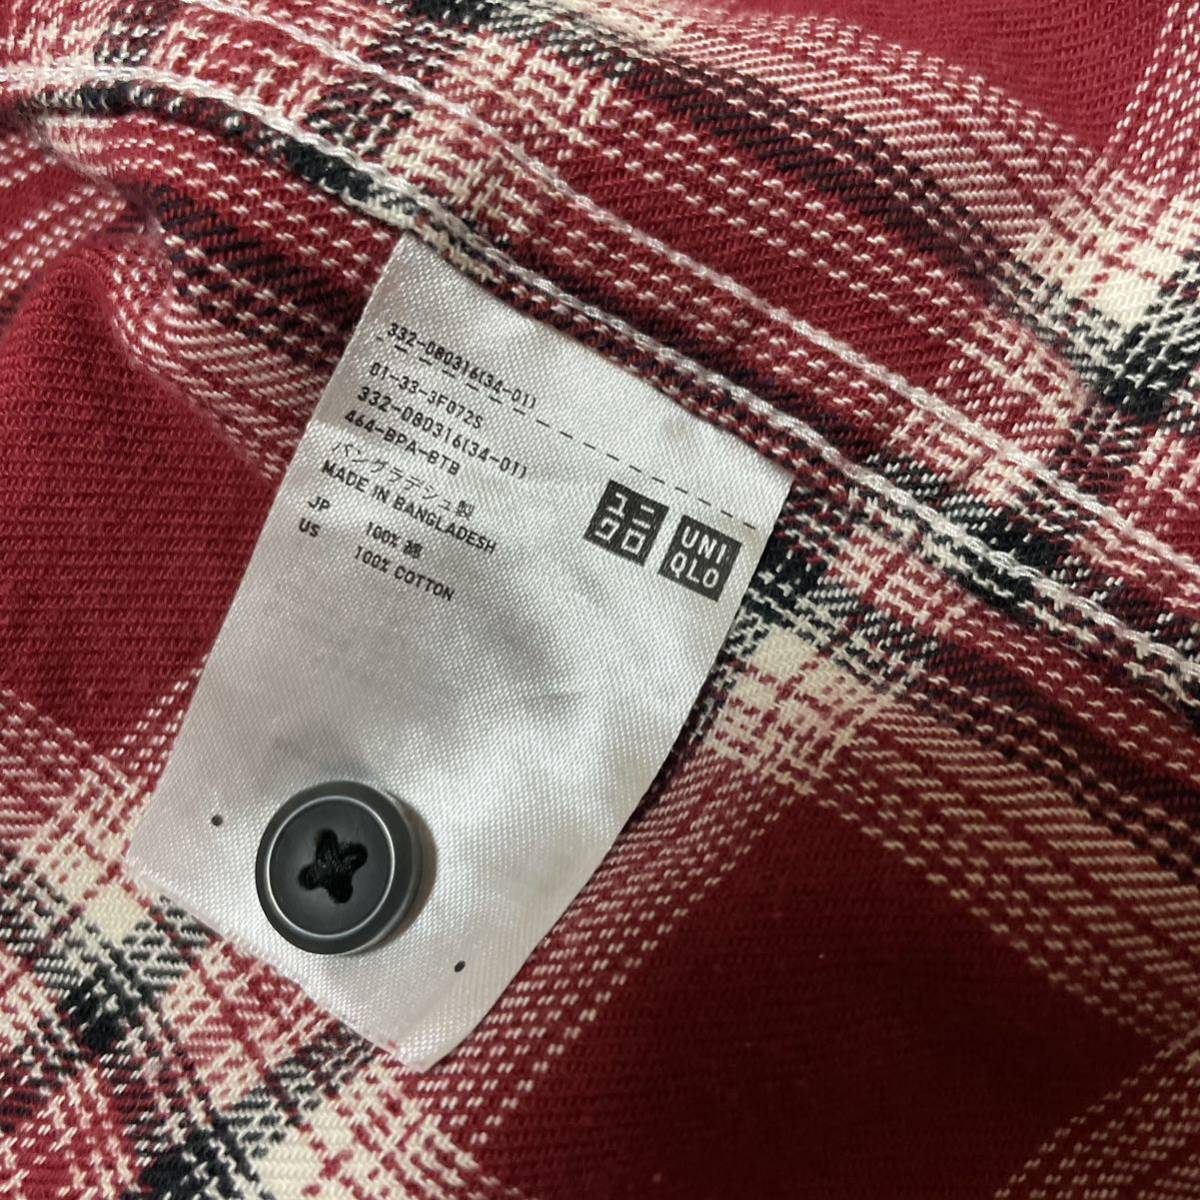 332-080316(34-01)
01-33-3F072S
332-080316(34-01)
464-BPA-BTB
バングラデシュ製
MADE IN BANGLADESH
JP 100% 綿
US 100% COTTON
ユニ
クロ
UNI
QLO